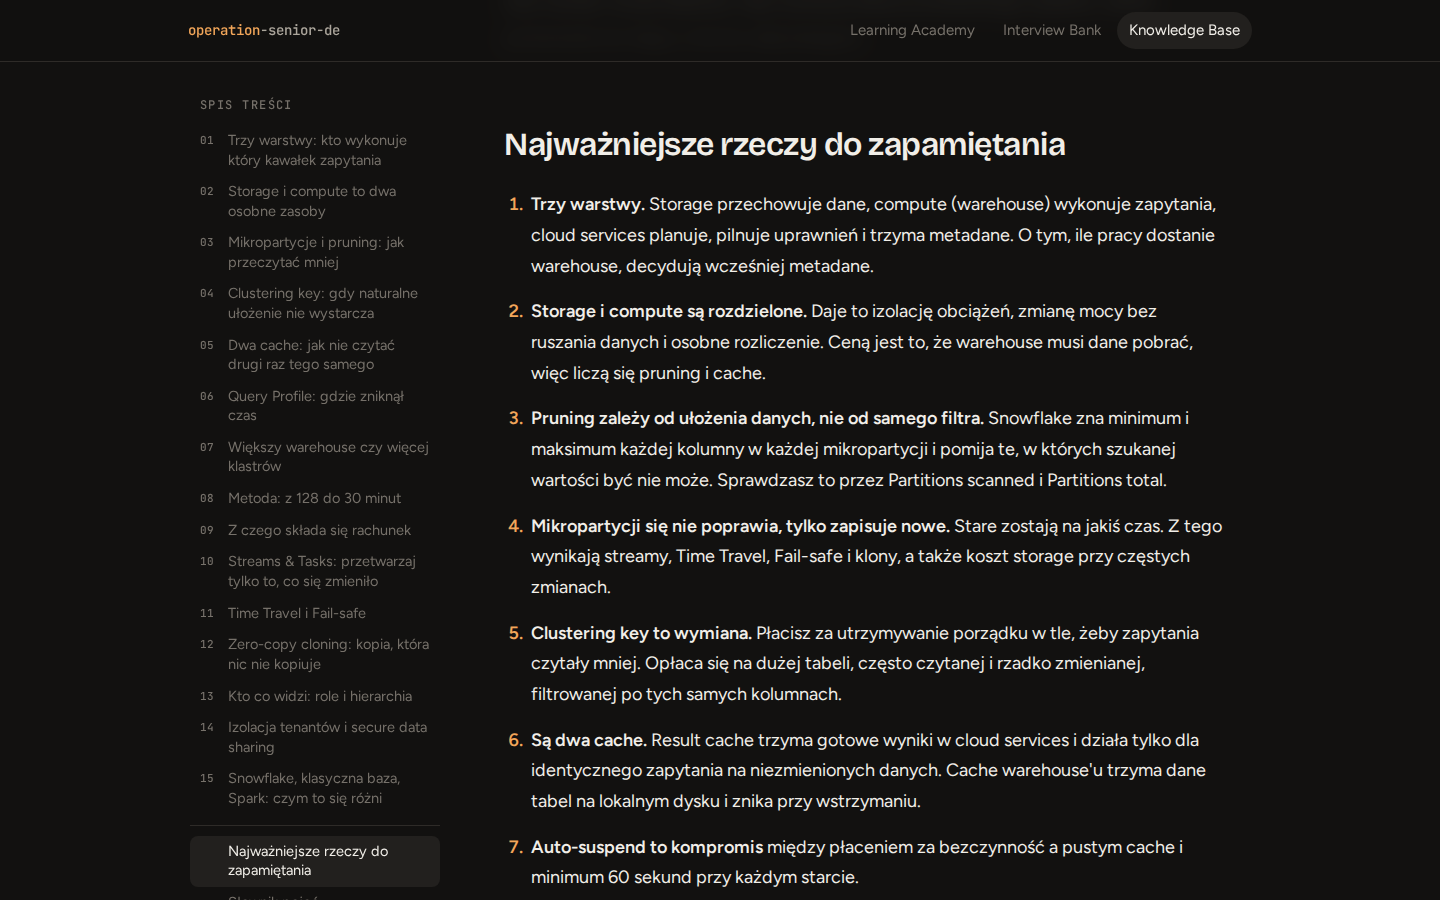 operation-senior-de
Learning Academy
Interview Bank
Knowledge Base
SPIS TREŚCI
01 Trzy warstwy: kto wykonuje
który kawałek zapytania
02 Storage i compute to dwa
osobne zasoby
03 Mikropartycje i pruning: jak
przeczytać mniej
04 Clustering key: gdy naturalne
ułożenie nie wystarcza
05 Dwa cache: jak nie czytać
drugi raz tego samego
06 Query Profile: gdzie zniknął
czas
07 Większy warehouse czy więcej
klastrów
08 Metoda: z 128 do 30 minut
09 Z czego składa się rachunek
10 Streams & Tasks: przetwarzaj
tylko to, co się zmieniło
11 Time Travel i Fail-safe
12 Zero-copy cloning: kopia, która
nic nie kopiuje
13 Kto co widzi: role i hierarchia
14 Izolacja tenantów i secure data
sharing
15 Snowflake, klasyczna baza,
Spark: czym to się różni
Najważniejsze rzeczy do
zapamiętania
Najważniejsze rzeczy do zapamiętania
1. Trzy warstwy. Storage przechowuje dane, compute (warehouse) wykonuje zapytania,
cloud services planuje, pilnuje uprawnień i trzyma metadane. O tym, ile pracy dostanie
warehouse, decydują wcześniej metadane.
2. Storage i compute są rozdzielone. Daje to izolację obciążeń, zmianę mocy bez
ruszania danych i osobne rozliczenie. Ceną jest to, że warehouse musi dane pobrać,
więc liczą się pruning i cache.
3. Pruning zależy od ułożenia danych, nie od samego filtra. Snowflake zna minimum i
maksimum każdej kolumny w każdej mikropartycji i pomija te, w których szukanej
wartości być nie może. Sprawdzasz to przez Partitions scanned i Partitions total.
4. Mikropartycji się nie poprawia, tylko zapisuje nowe. Stare zostają na jakiś czas. Z tego
wynikają streamy, Time Travel, Fail-safe i klony, a także koszt storage przy częstych
zmianach.
5. Clustering key to wymiana. Płacisz za utrzymywanie porządku w tle, żeby zapytania
czytały mniej. Opłaca się na dużej tabeli, często czytanej i rzadko zmienianej,
filtrowanej po tych samych kolumnach.
6. Są dwa cache. Result cache trzyma gotowe wyniki w cloud services i działa tylko dla
identycznego zapytania na niezmienionych danych. Cache warehouse'u trzyma dane
tabel na lokalnym dysku i znika przy wstrzymaniu.
7. Auto-suspend to kompromis między płaceniem za bezczynność a pustym cache i
minimum 60 sekund przy każdym starcie.